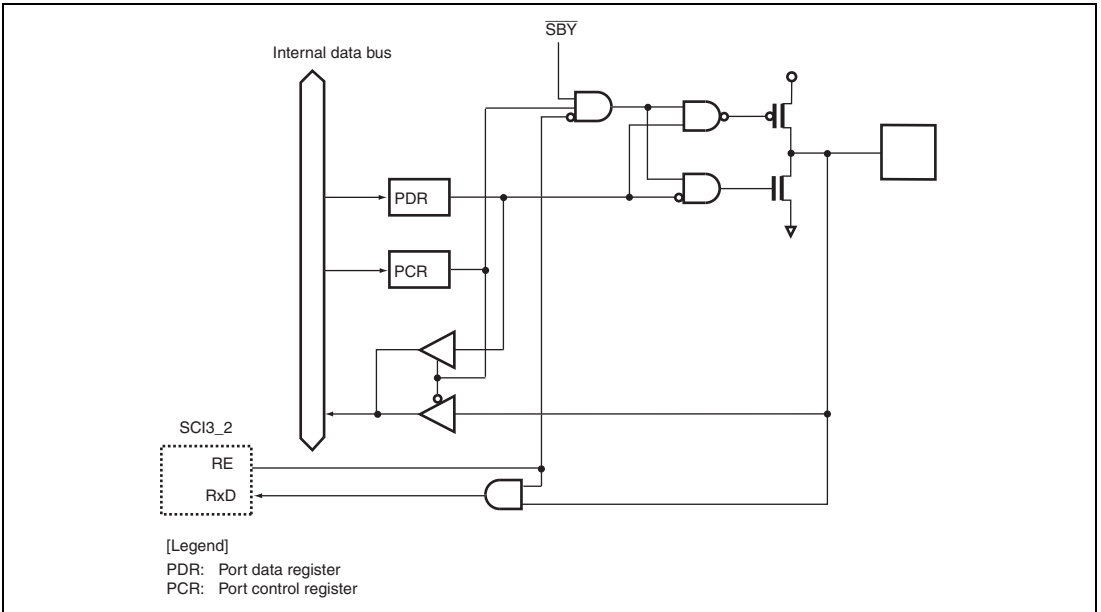 SBY
Internal data bus
PDR
PCR
SCI3_2
RE
RxD
[Legend]
PDR: Port data register
PCR: Port control register